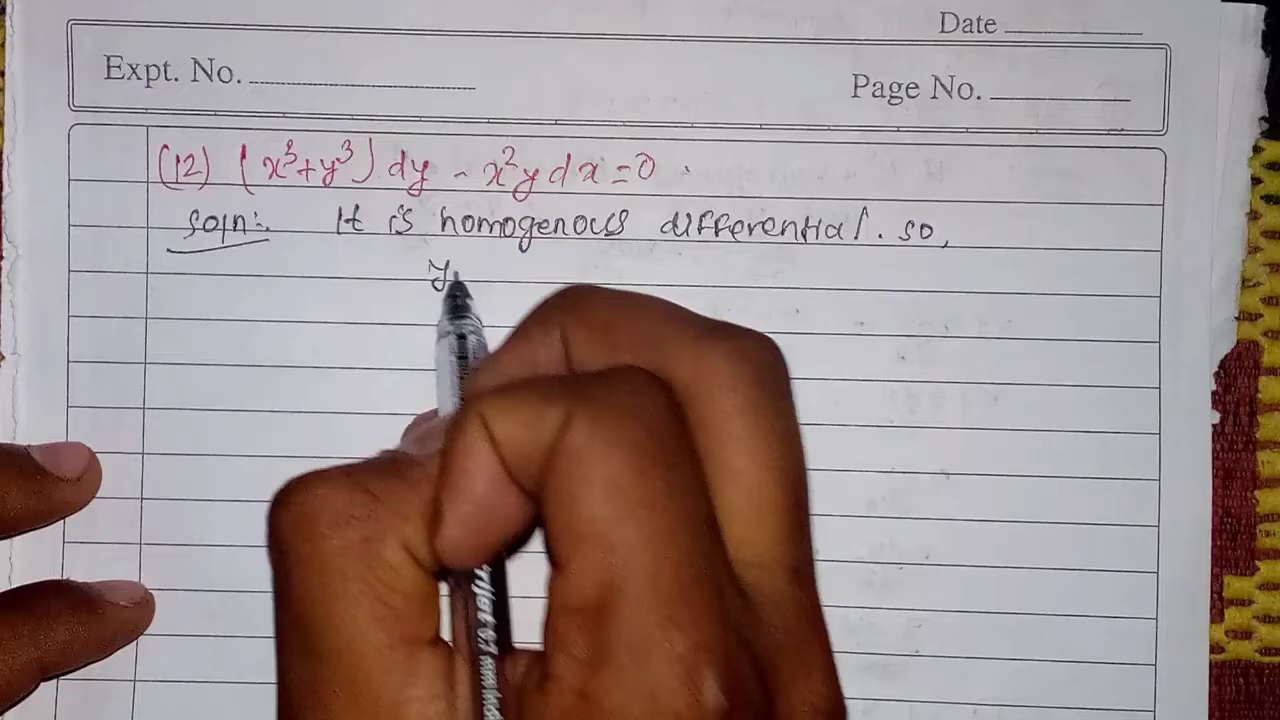 Date
Expt. No.
Page No.
(12) (x³+y³) dy - x²y dx = 0.
Soln:. It is homogenous differential. so,
y